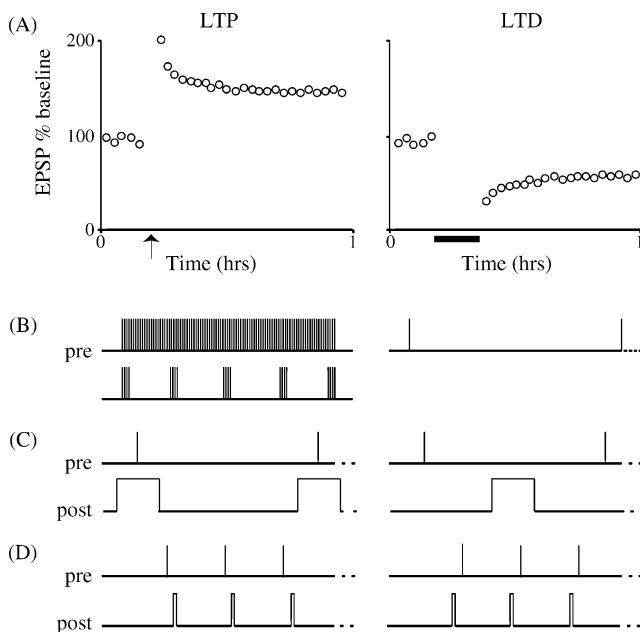 (A)
LTP
LTD
EPSP % baseline
200
100
0
0
1
0
1
Time (hrs)
Time (hrs)
(B)
pre
(C)
pre
post
(D)
pre
post